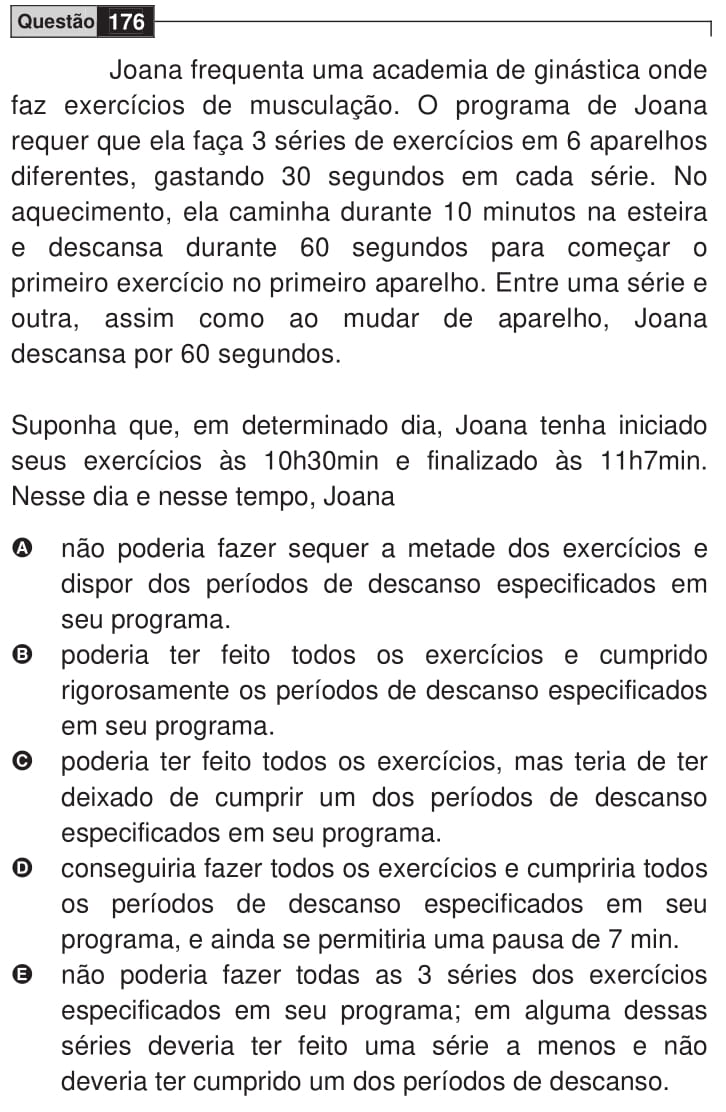 Questão 176
Joana frequenta uma academia de ginástica onde
faz exercícios de musculação. O programa de Joana
requer que ela faça 3 séries de exercícios em 6 aparelhos
diferentes, gastando 30 segundos em cada série. No
aquecimento, ela caminha durante 10 minutos na esteira
e descansa durante 60 segundos para começar o
primeiro exercício no primeiro aparelho. Entre uma série e
outra, assim como ao mudar de aparelho, Joana
descansa por 60 segundos.
Suponha que, em determinado dia, Joana tenha iniciado
seus exercícios às 10h30min e finalizado às 11h7min.
Nesse dia e nesse tempo, Joana
A não poderia fazer sequer a metade dos exercícios e
dispor dos períodos de descanso especificados em
seu programa.
B poderia ter feito todos os exercícios e cumprido
rigorosamente os períodos de descanso especificados
em seu programa.
C poderia ter feito todos os exercícios, mas teria de ter
deixado de cumprir um dos períodos de descanso
especificados em seu programa.
D conseguiria fazer todos os exercícios e cumpriria todos
os períodos de descanso especificados em seu
programa, e ainda se permitiria uma pausa de 7 min.
E não poderia fazer todas as 3 séries dos exercícios
especificados em seu programa; em alguma dessas
séries deveria ter feito uma série a menos e não
deveria ter cumprido um dos períodos de descanso.